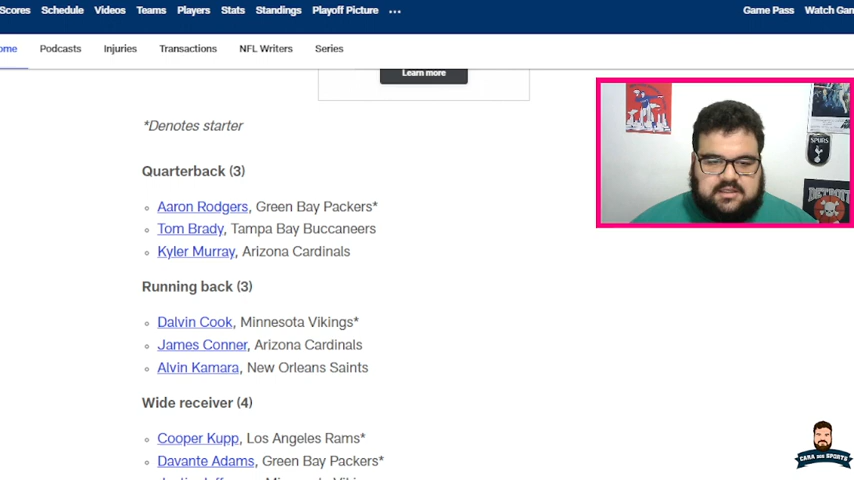 Scores Schedule Videos Teams Players Stats Standings Playoff Picture ••• Game Pass Watch
Podcasts Injuries Transactions NFL Writers Series
Learn more
*Denotes starter
Quarterback (3)
Aaron Rodgers, Green Bay Packers*
Tom Brady, Tampa Bay Buccaneers
Kyler Murray, Arizona Cardinals
Running back (3)
Dalvin Cook, Minnesota Vikings*
James Conner, Arizona Cardinals
Alvin Kamara, New Orleans Saints
Wide receiver (4)
Cooper Kupp, Los Angeles Rams*
Davante Adams, Green Bay Packers*
SPURS
DETROIT
CARA DOS SPORTS